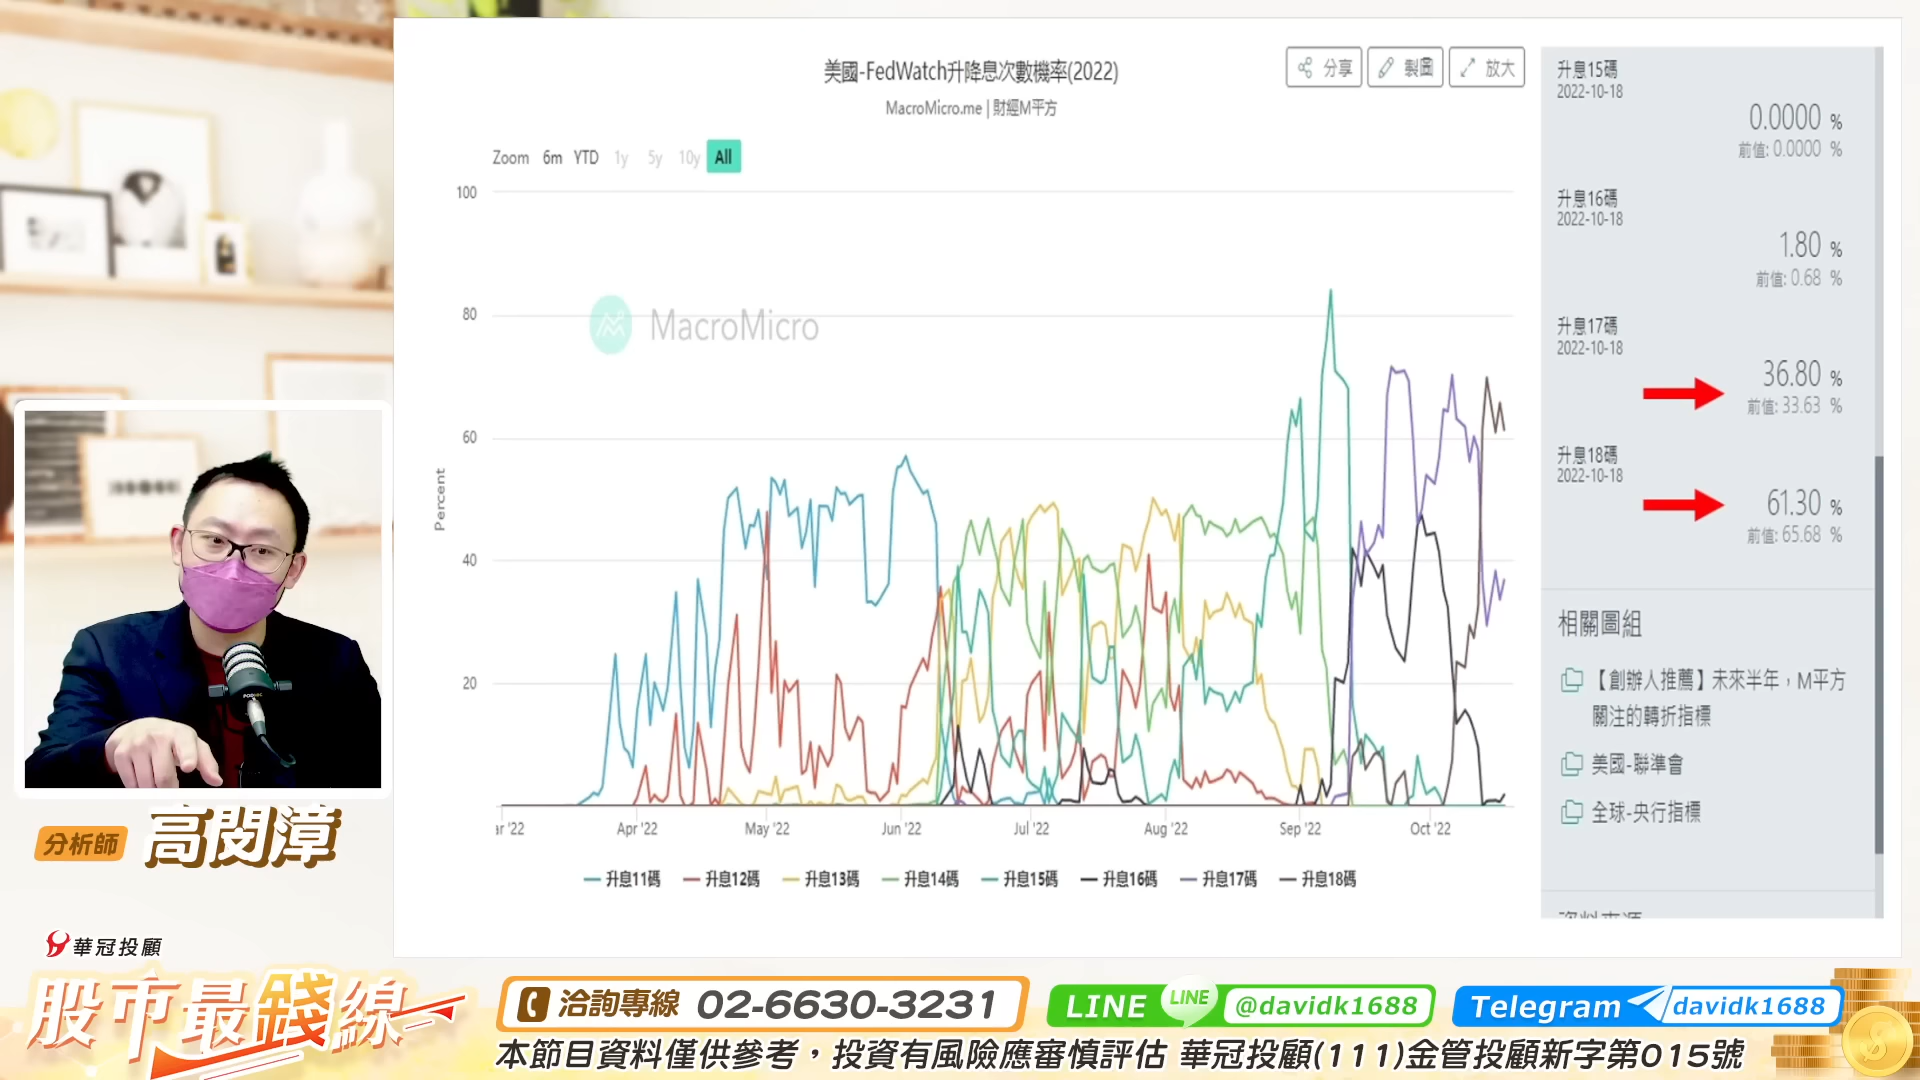 美國-FedWatch升降息次數機率(2022)
MacroMicro.me | 財經M平方
分享
製圖
放大
Zoom 6m YTD 1y 5y 10y All
100
80
60
40
20
Percent
MacroMicro
Apr '22 May '22 Jun '22 Jul '22 Aug '22 Sep '22 Oct '22
升息11碼 升息12碼 升息13碼 升息14碼 升息15碼 升息16碼 升息17碼 升息18碼
升息15碼
2022-10-18
0.0000 %
前值: 0.0000 %
升息16碼
2022-10-18
1.80 %
前值: 0.68 %
升息17碼
2022-10-18
36.80 %
前值: 33.63 %
升息18碼
2022-10-18
61.30 %
前值: 65.68 %
相關圖組
【創辦人推薦】未來半年，M平方
關注的轉折指標
美國-聯準會
全球-央行指標
分析師 高閔漳
華冠投顧
股市最錢線
洽詢專線 02-6630-3231
LINE LINE @davidk1688
Telegram davidk1688
本節目資料僅供參考，投資有風險應審慎評估 華冠投顧(111)金管投顧新字第015號